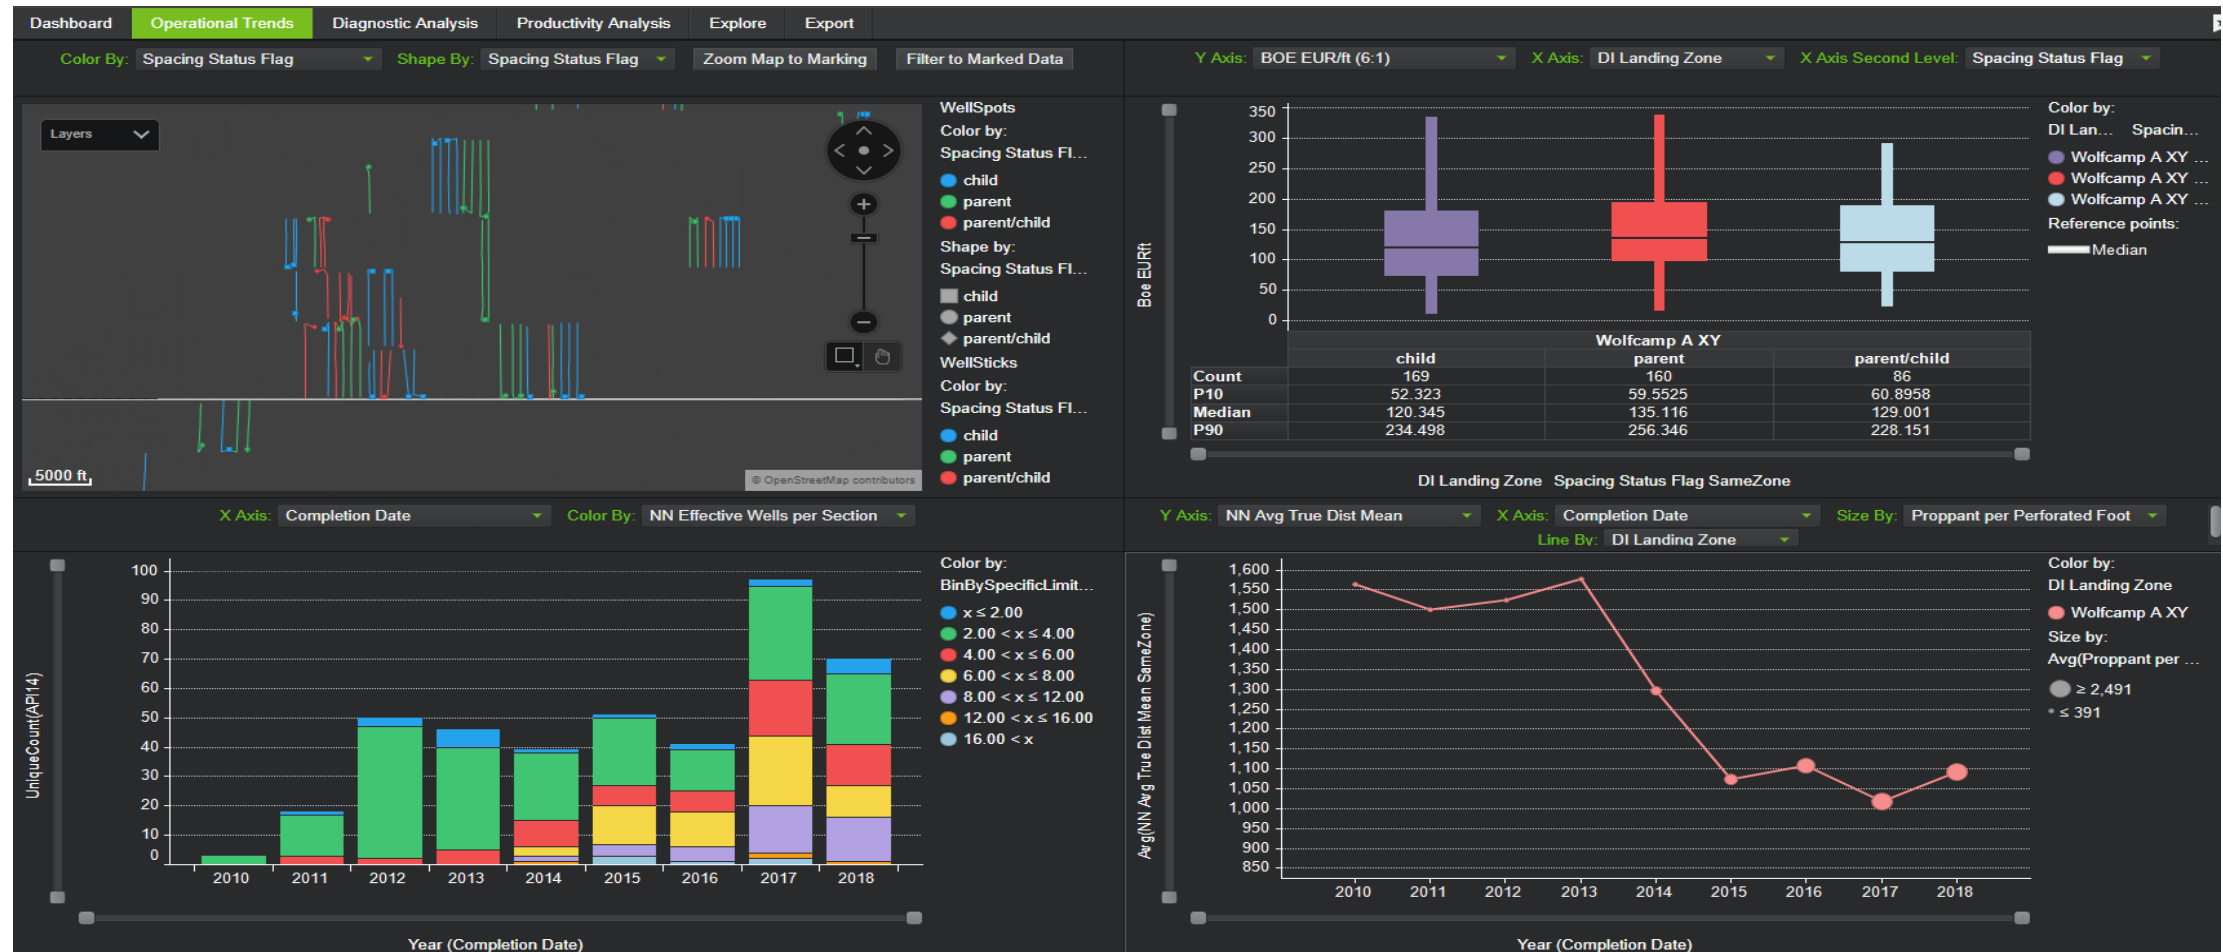 Dashboard Operational Trends Diagnostic Analysis Productivity Analysis Explore Export
Color By: Spacing Status Flag Shape By: Spacing Status Flag Zoom Map to Marking Filter to Marked Data
Layers
5000 ft
© OpenStreetMap contributors
WellSpots
Color by:
Spacing Status Fl...
child
parent
parent/child
Shape by:
Spacing Status Fl...
child
parent
parent/child
WellSticks
Color by:
Spacing Status Fl...
child
parent
parent/child
Y Axis: BOE EUR/ft (6:1) X Axis: DI Landing Zone X Axis Second Level: Spacing Status Flag
Boe EURft
350
300
250
200
150
100
50
0
Wolfcamp A XY
child parent parent/child
Count 169 160 86
P10 52.323 59.5525 60.8958
Median 120.345 135.116 129.001
P90 234.498 256.346 228.151
DI Landing Zone Spacing Status Flag SameZone
Color by:
DI Lan... Spacin...
Wolfcamp A XY ...
Wolfcamp A XY ...
Wolfcamp A XY ...
Reference points:
Median
X Axis: Completion Date Color By: NN Effective Wells per Section
UniqueCount(API14)
100
90
80
70
60
50
40
30
20
10
0
2010 2011 2012 2013 2014 2015 2016 2017 2018
Year (Completion Date)
Color by:
BinBySpecificLimit...
x ≤ 2.00
2.00 < x ≤ 4.00
4.00 < x ≤ 6.00
6.00 < x ≤ 8.00
8.00 < x ≤ 12.00
12.00 < x ≤ 16.00
16.00 < x
Y Axis: NN Avg True Dist Mean X Axis: Completion Date Size By: Proppant per Perforated Foot
Line By: DI Landing Zone
Avg(NN Avg True Dist Mean SameZone)
1,600
1,550
1,500
1,450
1,400
1,350
1,300
1,250
1,200
1,150
1,100
1,050
1,000
950
900
850
2010 2011 2012 2013 2014 2015 2016 2017 2018
Year (Completion Date)
Color by:
DI Landing Zone
Wolfcamp A XY
Size by:
Avg(Proppant per ...
≥ 2,491
≤ 391